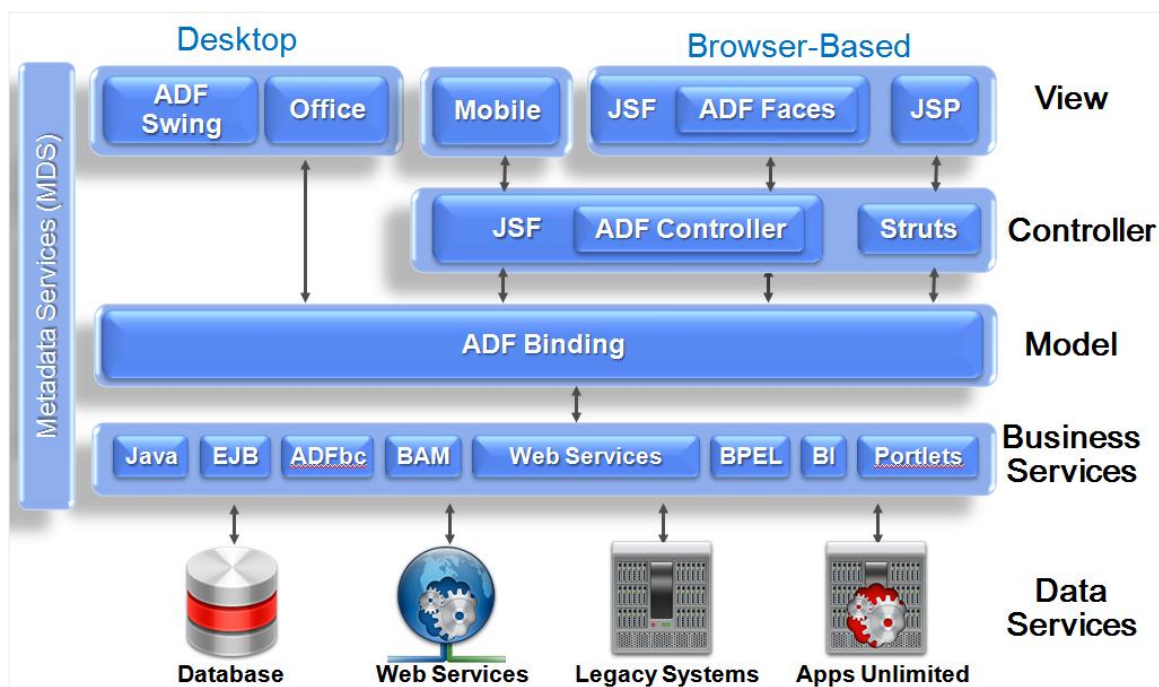 Desktop
Browser-Based
Metadata Services (MDS)
ADF
Swing
Office
Mobile
JSF
ADF Faces
JSP
View
JSF
ADF Controller
Struts
Controller
ADF Binding
Model
Java
EJB
ADFbc
BAM
Web Services
BPEL
BI
Portlets
Business
Services
Database
Web Services
Legacy Systems
Apps Unlimited
Data
Services